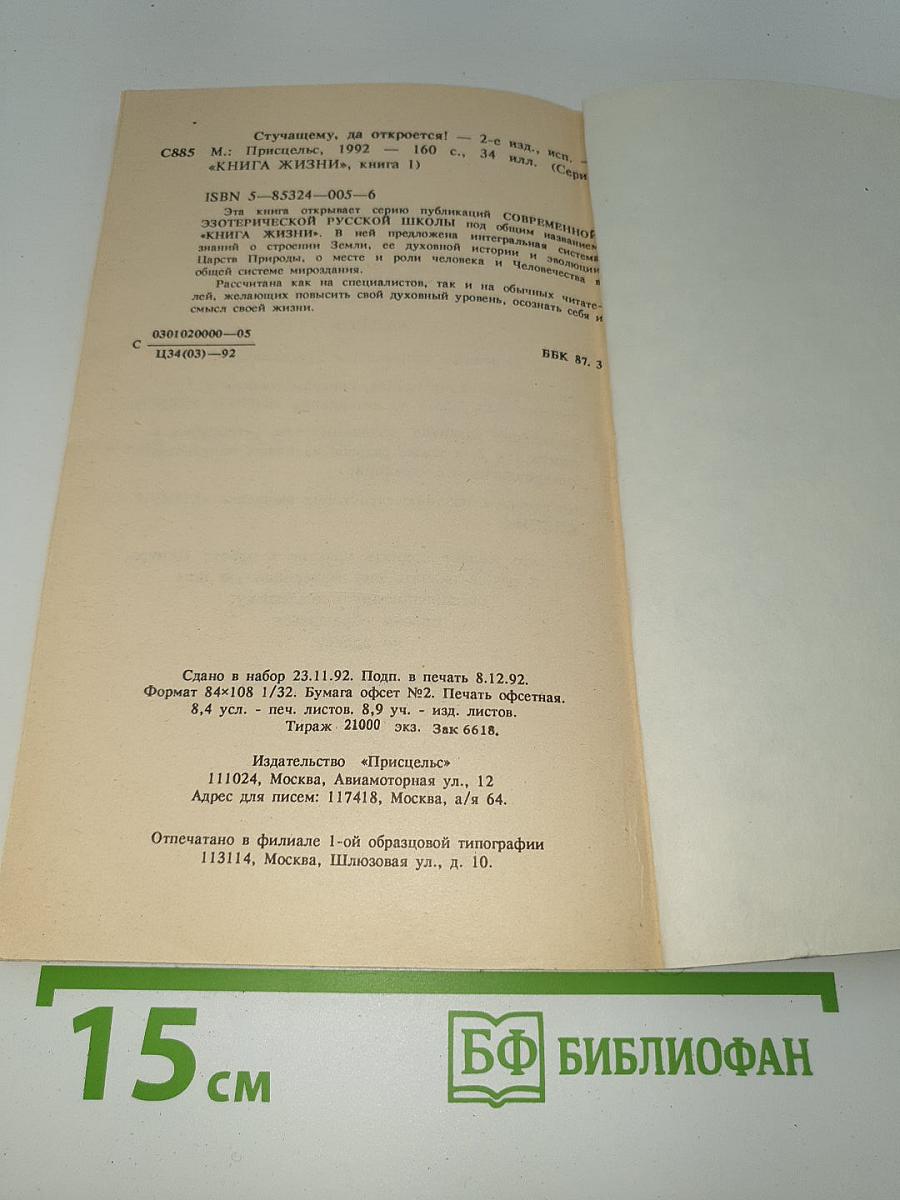 Стучащему, да откроется! — 2-е изд., исп. —
С885 М.: Присцельс, 1992 — 160 с., 34 илл. (Сери
«КНИГА ЖИЗНИ», книга 1)
ISBN 5—85324—005—6
Эта книга открывает серию публикаций СОВРЕМЕННОЙ
ЭЗОТЕРИЧЕСКОЙ РУССКОЙ ШКОЛЫ под общим названием
«КНИГА ЖИЗНИ». В ней предложена интегральная система
знаний о строении Земли, ее духовной истории и эволюции
Царств Природы, о месте и роли человека и Человечества в
общей системе мироздания.
Рассчитана как на специалистов, так и на обычных читате-
лей, желающих повысить свой духовный уровень, осознать себя и
смысл своей жизни.
С 0301020000—05
Ц34(03)—92
ББК 87. 3
Сдано в набор 23.11.92. Подп. в печать 8.12.92.
Формат 84×108 1/32. Бумага офсет №2. Печать офсетная.
8,4 усл. - печ. листов. 8,9 уч. - изд. листов.
Тираж 21000 экз. Зак 6618.
Издательство «Присцельс»
111024, Москва, Авиамоторная ул., 12
Адрес для писем: 117418, Москва, а/я 64.
Отпечатано в филиале 1-ой образцовой типографии
113114, Москва, Шлюзовая ул., д. 10.
15 см
БФ БИБЛИОФАН